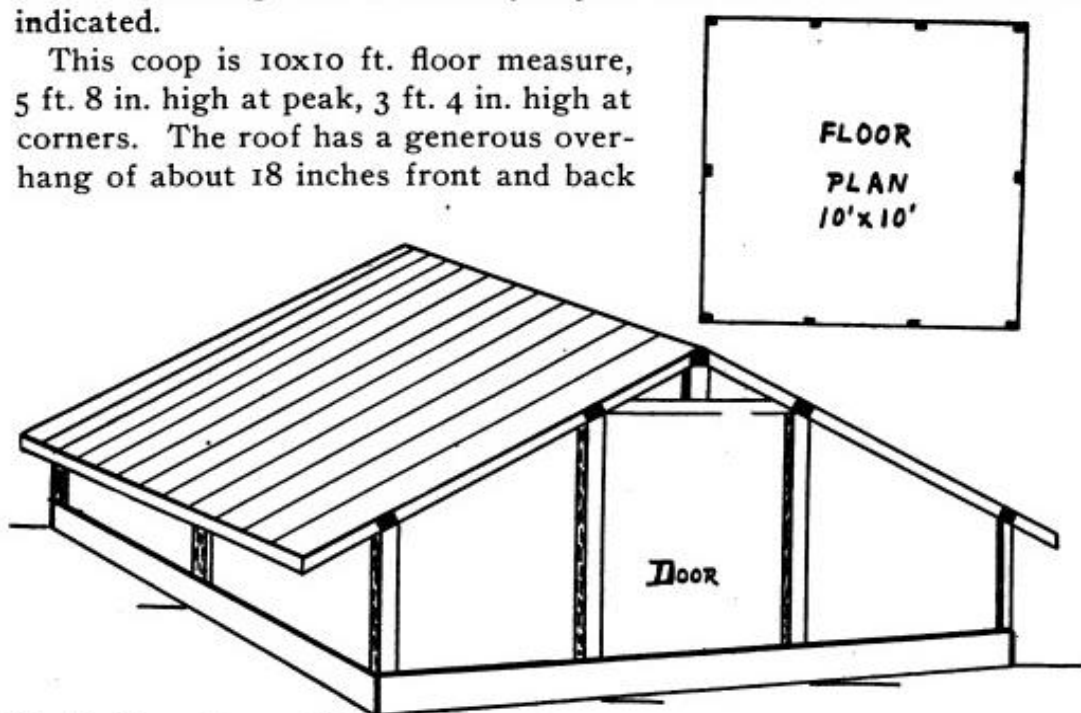 indicated.
This coop is 10x10 ft. floor measure,
5 ft. 8 in. high at peak, 3 ft. 4 in. high at
corners. The roof has a generous over-
hang of about 18 inches front and back
FLOOR
PLAN
10'x10'
DOOR